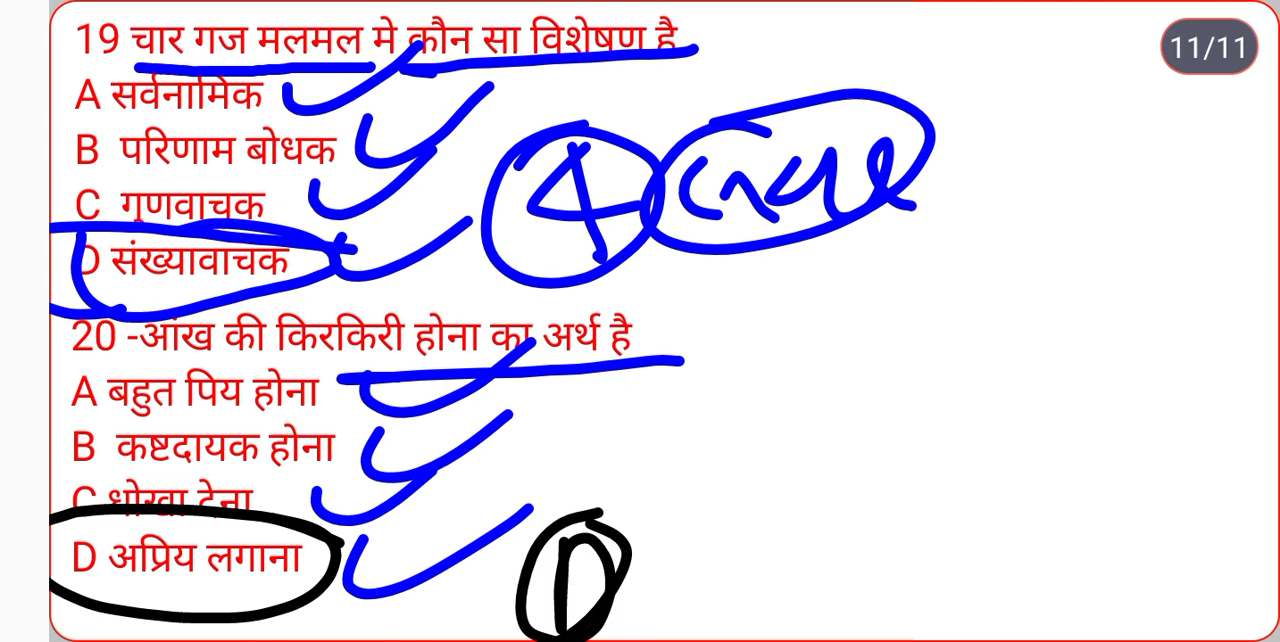 19 चार गज मलमल मे कौन सा विशेषण है
11/11
A सर्वनामिक
B परिणाम बोधक
C गुणवाचक
4
D संख्यावाचक
20 -आंख की किरकिरी होना का अर्थ है
A बहुत पिय होना
B कष्टदायक होना
C धोखा देना
D अप्रिय लगाना
D